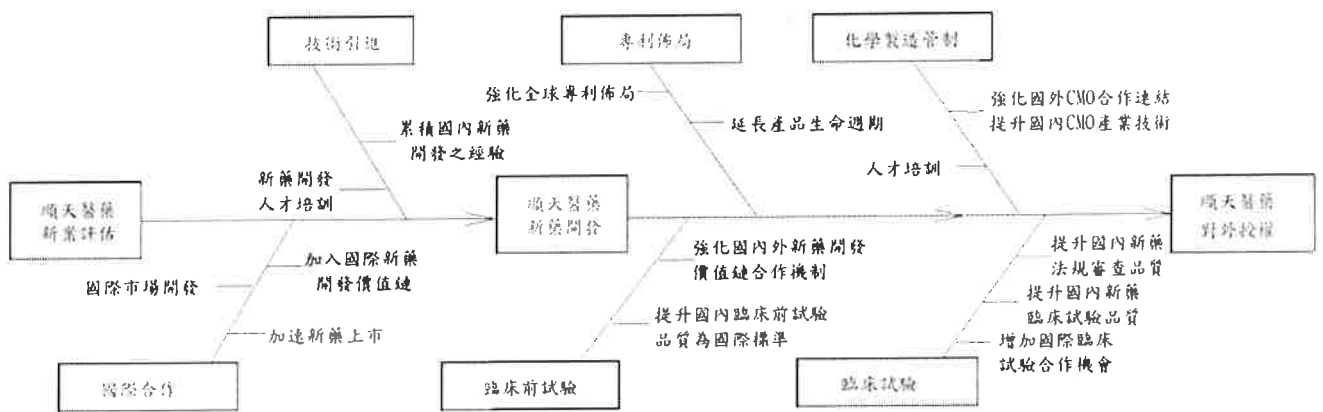 技術引進
專利佈局
化學製造管制
強化全球專利佈局
強化國外CMO合作連結
提升國內CMO產業技術
延長產品生命週期
累積國內新藥
開發之經驗
人才培訓
新藥開發
人才培訓
順天醫藥
新藥評估
順天醫藥
新藥開發
順天醫藥
對外授權
加入國際新藥
開發價值鏈
國際市場開發
加速新藥上市
強化國內外新藥開發
價值鏈合作機制
提升國內臨床前試驗
品質為國際標準
提升國內新藥
法規審查品質
提升國內新藥
臨床試驗品質
增加國際臨床
試驗合作機會
國際合作
臨床前試驗
臨床試驗